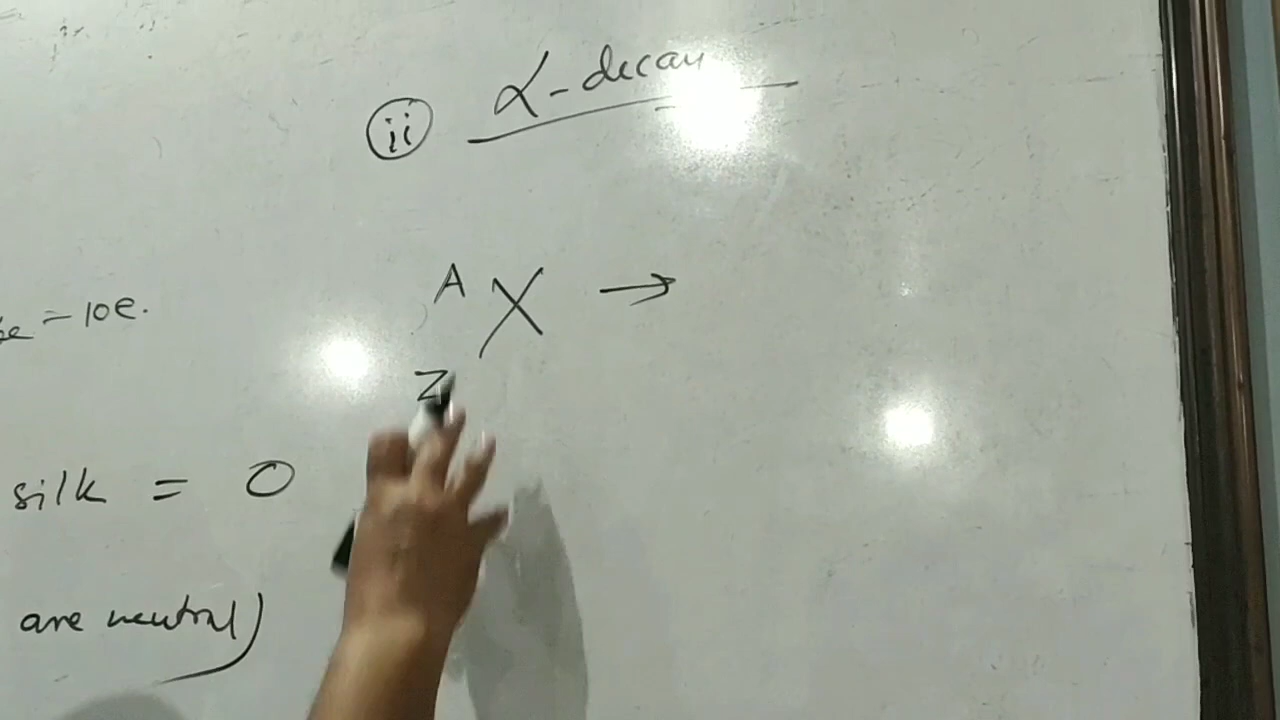 ii α-decay
A X →
Z
= 10e.
silk = 0
are neutral)